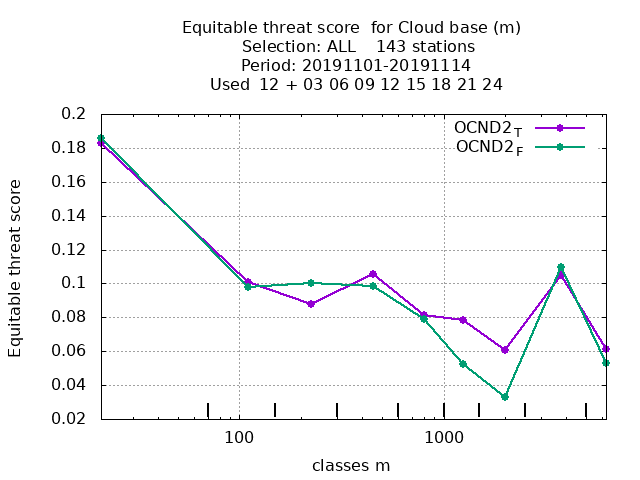 Equitable threat score  for Cloud base (m)
Selection: ALL    143 stations
Period: 20191101-20191114
Used  12 + 03 06 09 12 15 18 21 24
OCND2T
OCND2F
0.2
0.18
0.16
0.14
0.12
0.1
0.08
0.06
0.04
0.02
Equitable threat score
100
1000
classes m